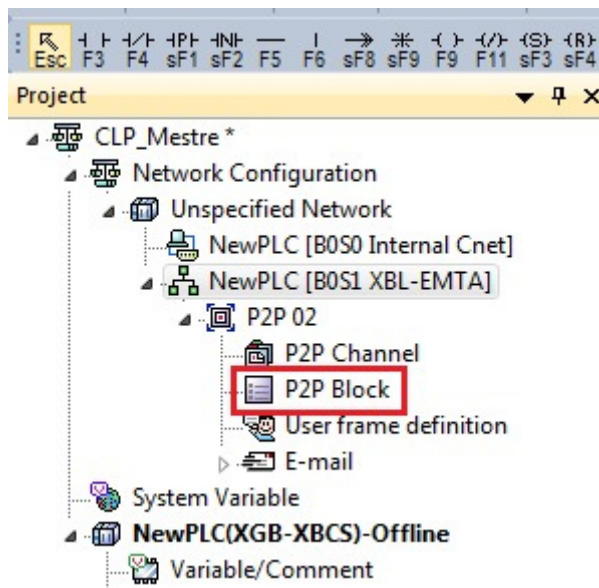 Esc F3 F4 sF1 sF2 F5 F6 sF8 sF9 F9 F11 sF3 sF4
Project
CLP_Mestre *
Network Configuration
Unspecified Network
NewPLC [B0S0 Internal Cnet]
NewPLC [B0S1 XBL-EMTA]
P2P 02
P2P Channel
P2P Block
User frame definition
E-mail
System Variable
NewPLC(XGB-XBCS)-Offline
Variable/Comment